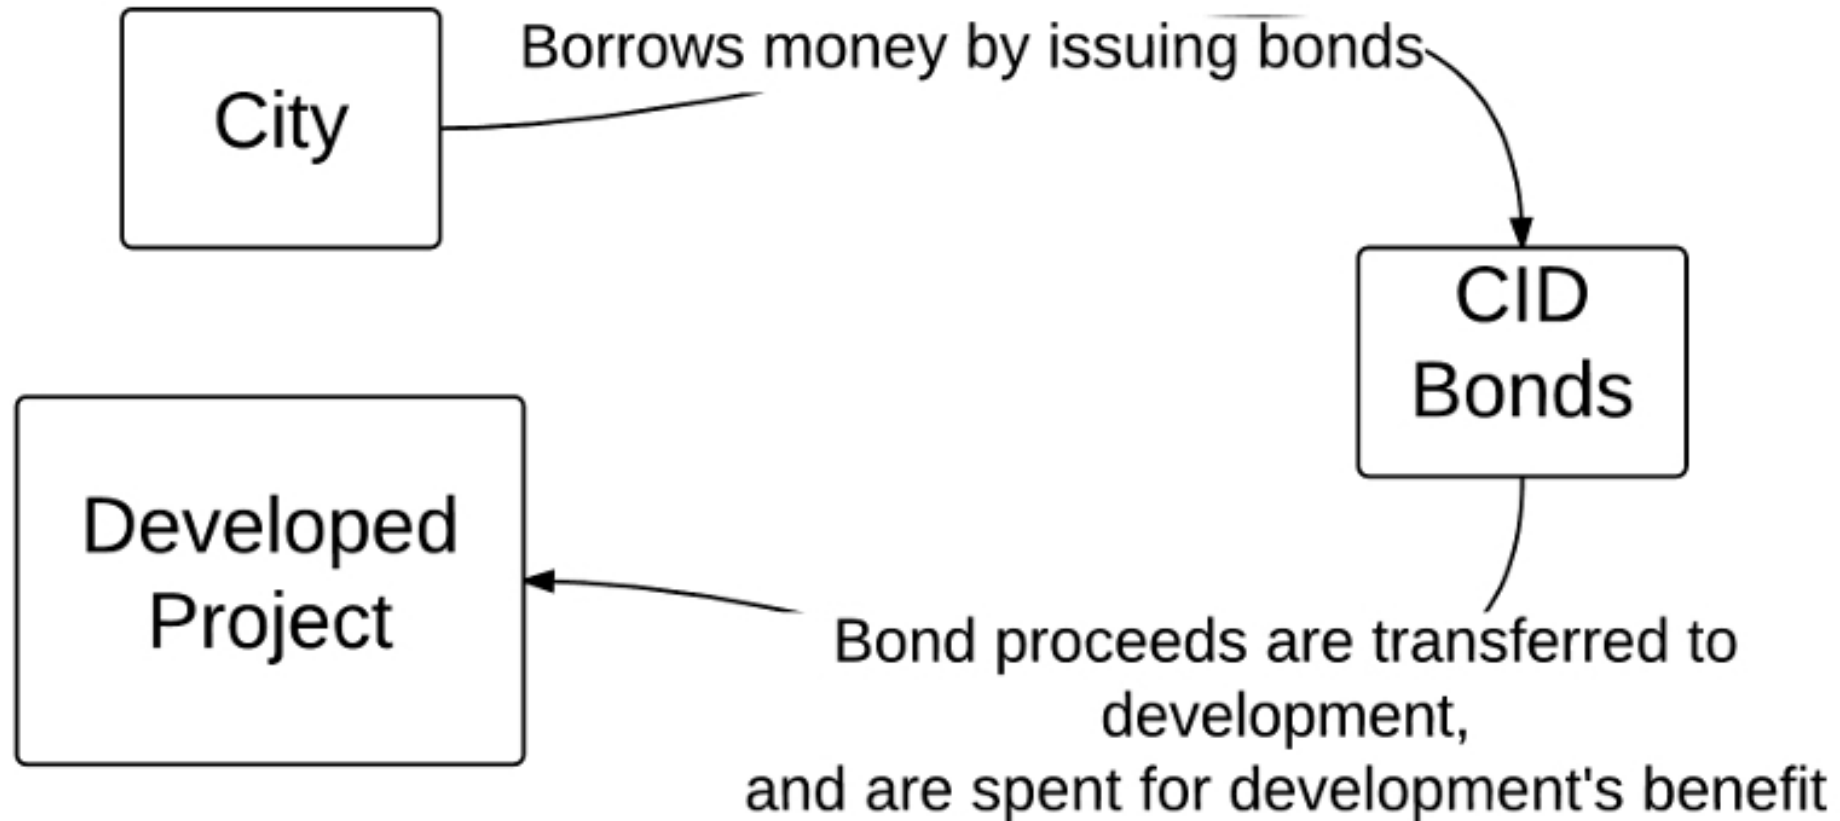 Borrows money by issuing bonds
City
CID
Bonds
Developed
Project
Bond proceeds are transferred to
development,
and are spent for development's benefit